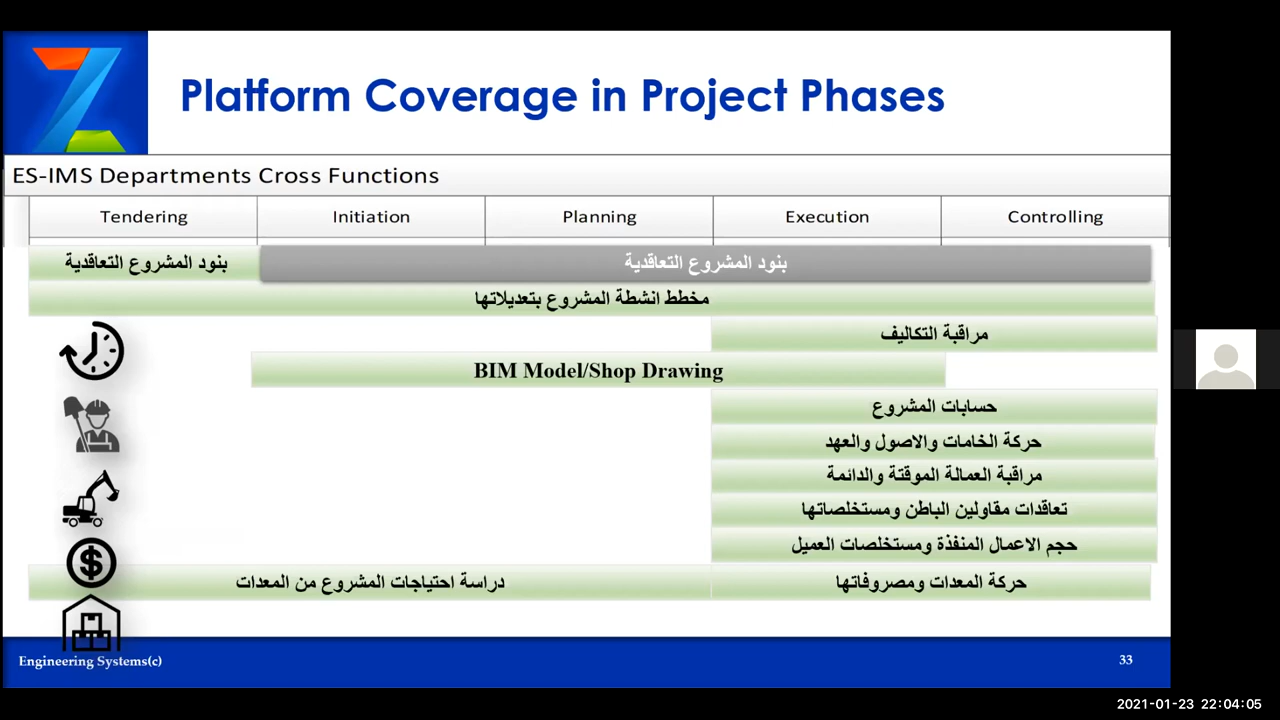 Platform Coverage in Project Phases
ES-IMS Departments Cross Functions
Tendering
Initiation
Planning
Execution
Controlling
بنود المشروع التعاقدية
بنود المشروع التعاقدية
مخطط انشطة المشروع بتعديلاتها
مراقبة التكاليف
BIM Model/Shop Drawing
حسابات المشروع
حركة الخامات والاصول والعهد
مراقبة العمالة الموقتة والدائمة
تعاقدات مقاولين الباطن ومستخلصاتها
حجم الاعمال المنفذة ومستخلصات العميل
دراسة احتياجات المشروع من المعدات
حركة المعدات ومصروفاتها
Engineering Systems(c)
33
2021-01-23 22:04:05